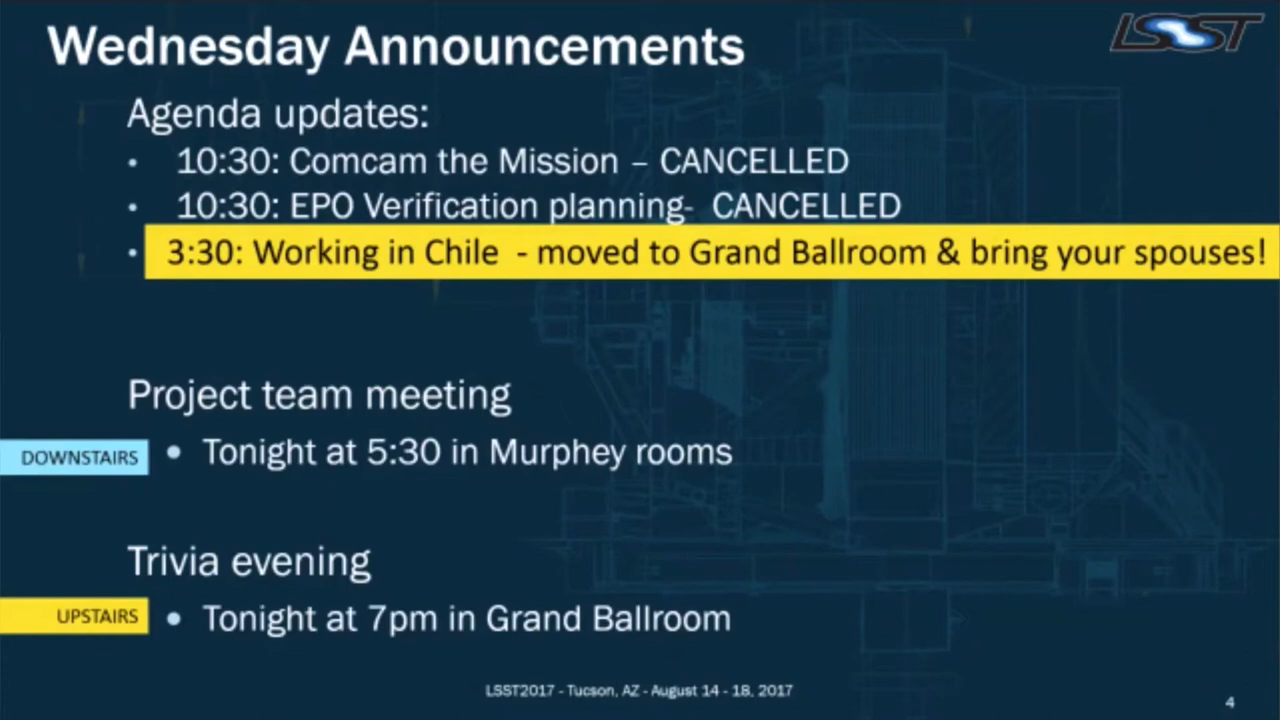 Wednesday Announcements
LSST
Agenda updates:
• 10:30: Comcam the Mission – CANCELLED
• 10:30: EPO Verification planning- CANCELLED
• 3:30: Working in Chile - moved to Grand Ballroom & bring your spouses!
Project team meeting
DOWNSTAIRS
• Tonight at 5:30 in Murphey rooms
Trivia evening
UPSTAIRS
• Tonight at 7pm in Grand Ballroom
LSST2017 - Tucson, AZ - August 14 - 18, 2017
4